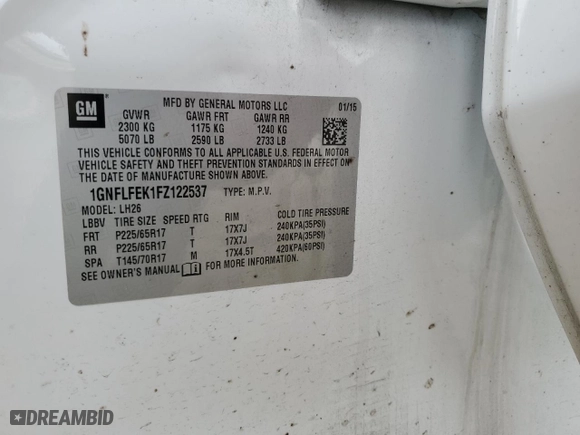 GM
MFD BY GENERAL MOTORS LLC 01/15
GVWR GAWR FRT GAWR RR
2300 KG 1175 KG 1240 KG
5070 LB 2590 LB 2733 LB
THIS VEHICLE CONFORMS TO ALL APPLICABLE U.S. FEDERAL MOTOR
VEHICLE SAFETY AND THEFT PREVENTION STANDARDS IN EFFECT ON
THE DATE OF MANUFACTURE SHOWN ABOVE.
1GNFLFEK1FZ122537 TYPE: M.P.V.
MODEL: LH26
LBBV TIRE SIZE SPEED RTG RIM COLD TIRE PRESSURE
FRT P225/65R17 T 17X7J 240KPA(35PSI)
RR P225/65R17 T 17X7J 240KPA(35PSI)
SPA T145/70R17 M 17X4.5T 420KPA(60PSI)
SEE OWNER'S MANUAL FOR MORE INFORMATION.
DREAMBID